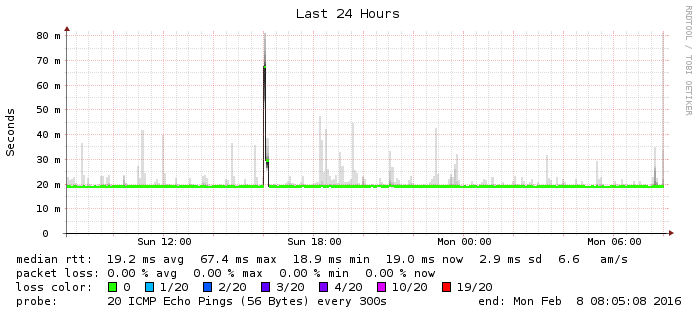 Last 24 Hours
RRDTOOL / TOBI OETIKER
80 m
70 m
60 m
50 m
40 m
30 m
20 m
10 m
0
Seconds
Sun 12:00 Sun 18:00 Mon 00:00 Mon 06:00
median rtt: 19.2 ms avg 67.4 ms max 18.9 ms min 19.0 ms now 2.9 ms sd 6.6 am/s
packet loss: 0.00 % avg 0.00 % max 0.00 % min 0.00 % now
loss color: 0 1/20 2/20 3/20 4/20 10/20 19/20
probe: 20 ICMP Echo Pings (56 Bytes) every 300s end: Mon Feb 8 08:05:08 2016